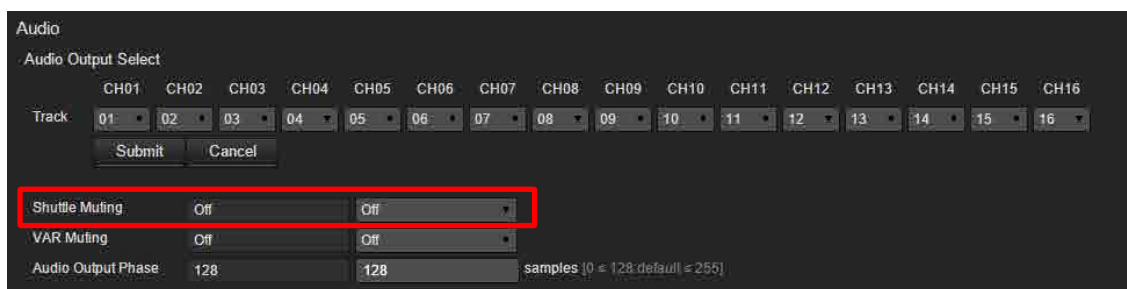 Audio
Audio Output Select
CH01 CH02 CH03 CH04 CH05 CH06 CH07 CH08 CH09 CH10 CH11 CH12 CH13 CH14 CH15 CH16
Track 01 02 03 04 05 06 07 08 09 10 11 12 13 14 15 16
Submit Cancel
Shuttle Muting Off Off
VAR Muting Off Off
Audio Output Phase 128 128 samples [0 ≤ 128:default ≤ 255]